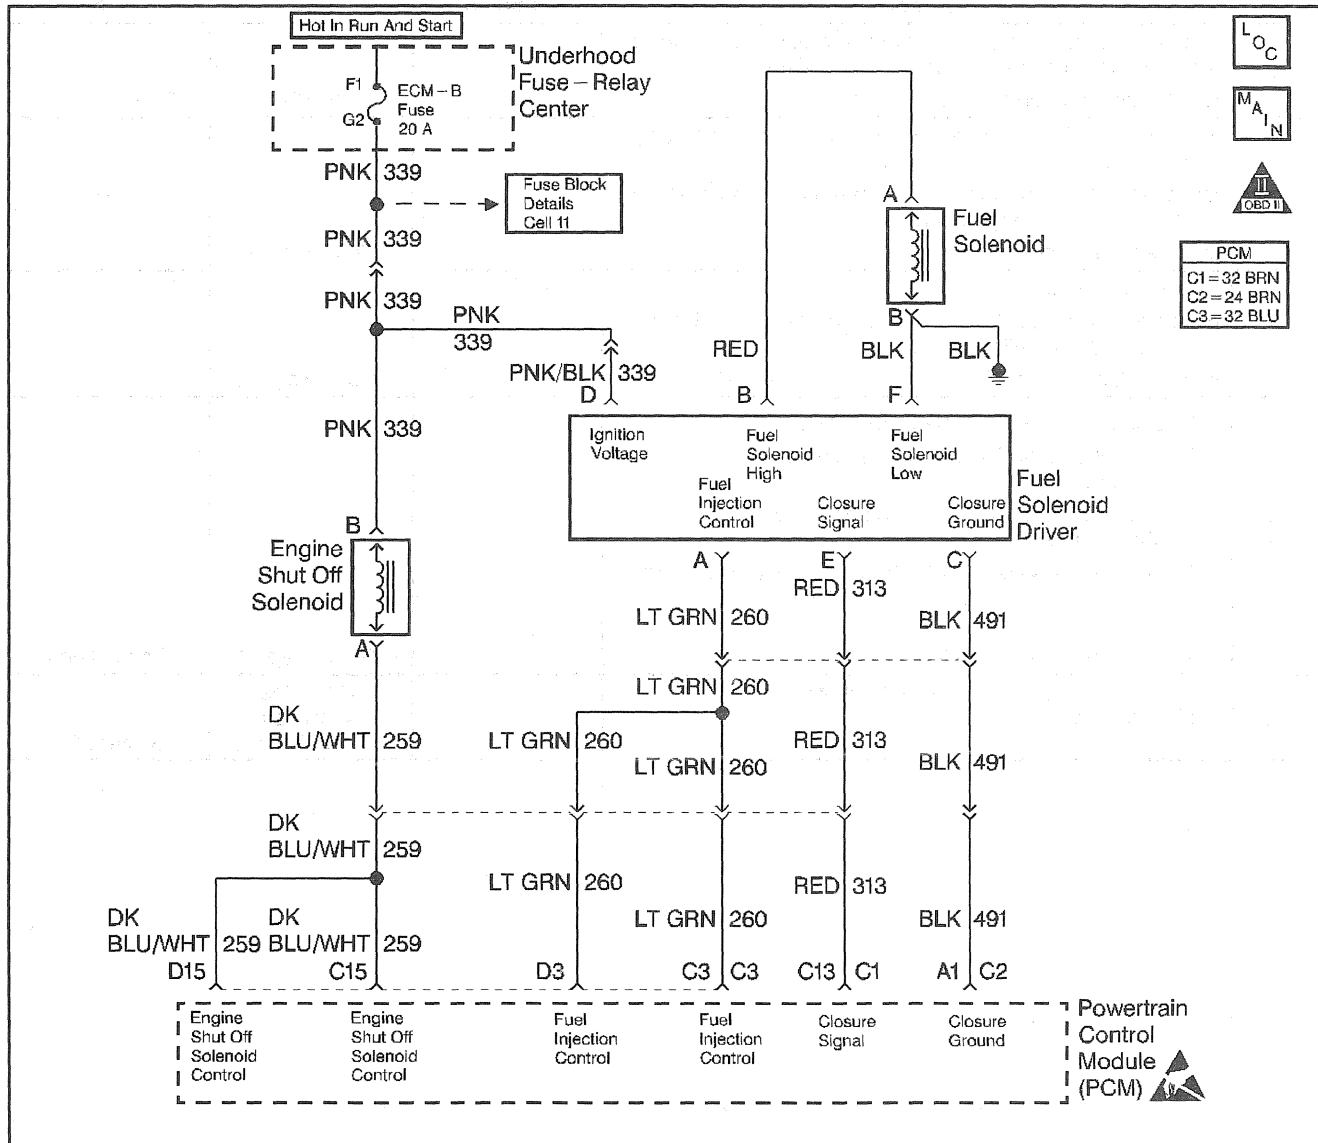 Hot In Run And Start
Underhood
Fuse – Relay
Center
F1
ECM – B
Fuse
20 A
G2
L
O
C
M
A
I
N
II
OBD II
PCM
C1 = 32 BRN
C2 = 24 BRN
C3 = 32 BLU
PNK 339
Fuse Block
Details
Cell 11
PNK 339
PNK 339
PNK
339
PNK/BLK 339
D
A
Fuel
Solenoid
B
RED
BLK
BLK
B
F
PNK 339
Ignition
Voltage
Fuel
Solenoid
High
Fuel
Solenoid
Low
Fuel
Injection
Control
Closure
Signal
Closure
Ground
Fuel
Solenoid
Driver
B
Engine
Shut Off
Solenoid
A
A
E
C
LT GRN 260
RED 313
BLK 491
LT GRN 260
DK
BLU/WHT 259
LT GRN 260
LT GRN 260
RED 313
BLK 491
DK
BLU/WHT 259
LT GRN 260
RED 313
LT GRN 260
BLK 491
DK
BLU/WHT 259
DK
BLU/WHT 259
D15
C15
D3
C3 C3
C13 C1
A1 C2
Engine
Shut Off
Solenoid
Control
Engine
Shut Off
Solenoid
Control
Fuel
Injection
Control
Fuel
Injection
Control
Closure
Signal
Closure
Ground
Powertrain
Control
Module
(PCM)